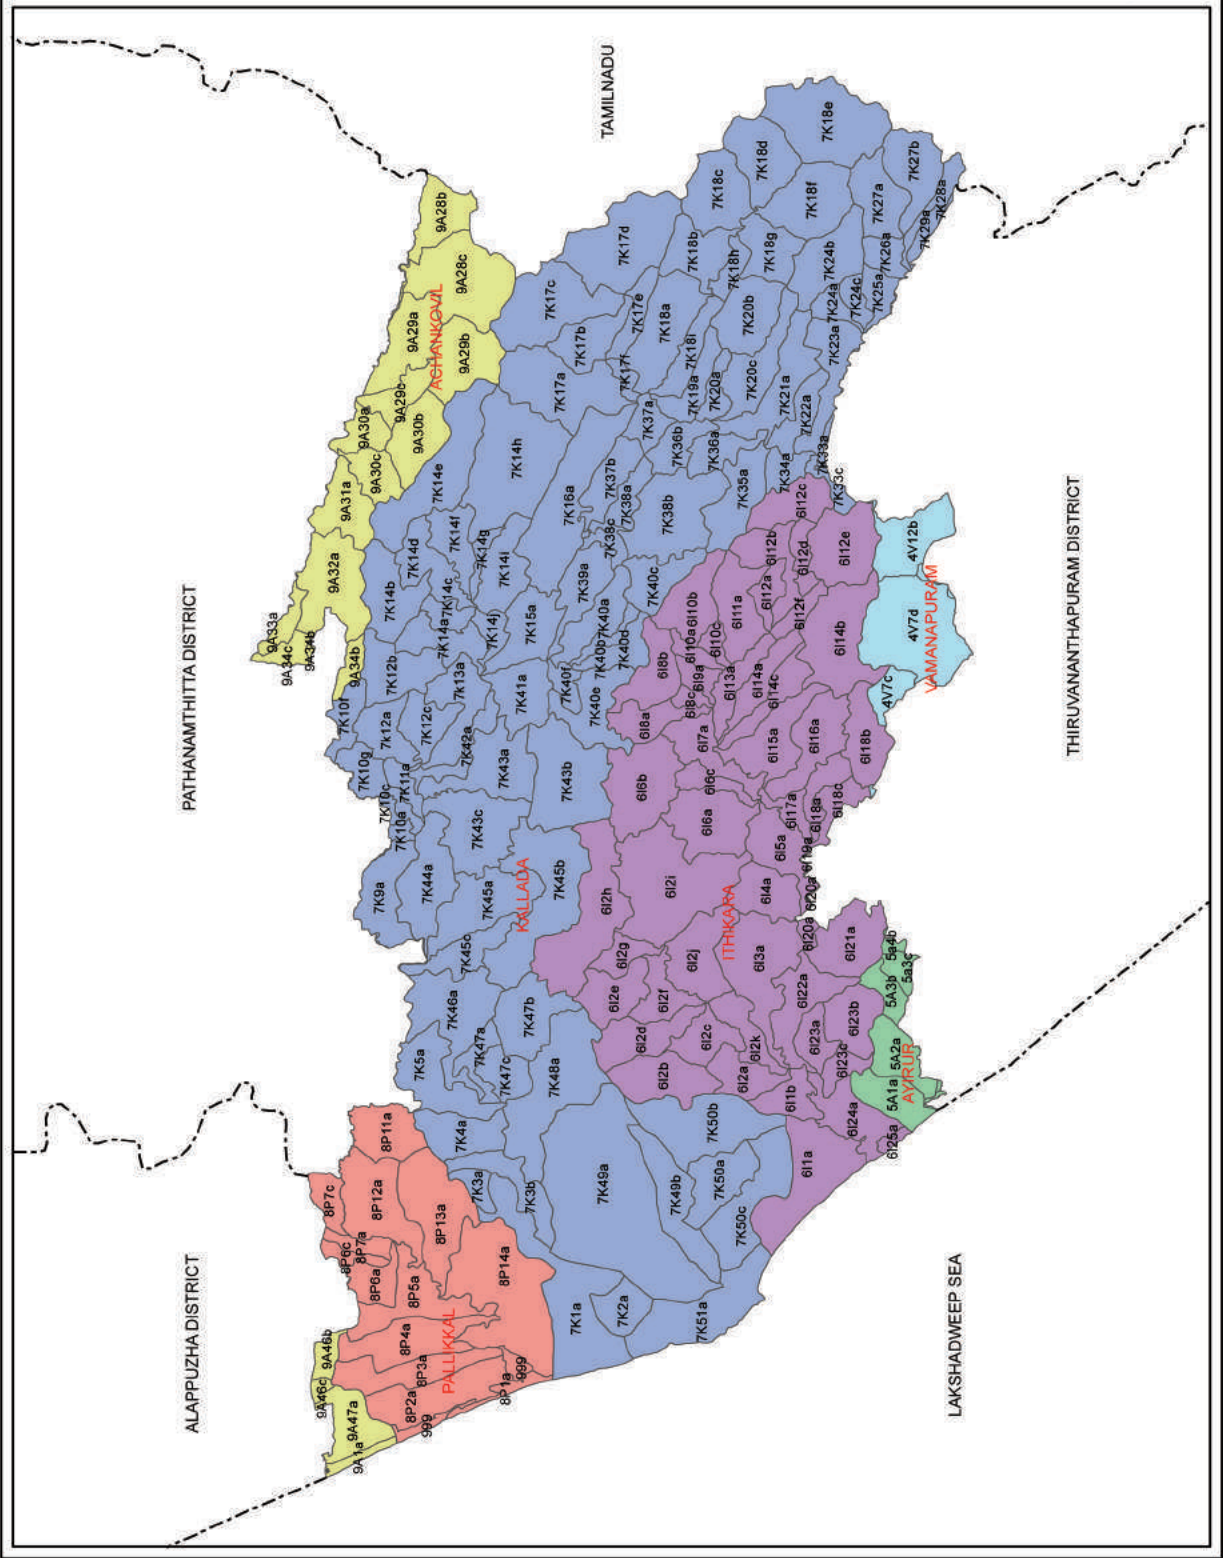 ALAPPUZHA DISTRICT
PATHANAMTHITTA DISTRICT
TAMILNADU
LAKSHADWEEP SEA
THIRUVANANTHAPURAM DISTRICT
PALLIKKAL
KALLADA
ACHANKOVIL
ITHIKARA
AYIRUR
VAMANAPURAM
9A1a
9A47a
9A46c
9A46b
8P7c
8P6c
8P7a
8P6a
8P12a
8P11a
8P5a
8P13a
8P4a
8P3a
8P2a
999
8P14a
8P1a
999
9A33a
9A34c
9A34b
9A34b
9A32a
9A31a
9A30a
9A30c
9A29c
9A30b
9A29a
9A29b
9A28c
9A28b
7K10f
7K10g
7K10c
7K10a
7K11a
7k12a
7K12b
7K12c
7k13a
7K14a
7K14b
7K14c
7K14d
7K14e
7K14f
7K14g
7K14h
7K14i
7K14j
7K15a
7K16a
7K17a
7K17b
7K17c
7K17d
7K17e
7K17f
7K18a
7K18b
7K18c
7K18d
7K18e
7K18f
7K18g
7K18h
7K18i
7K19a
7K20a
7K20b
7K20c
7K21a
7K22a
7K23a
7K24a
7K24b
7K24c
7K25a
7K26a
7K27a
7K27b
7K28a
7K29a
7K33a
7K33c
7K34a
7K35a
7K36a
7K36b
7K37a
7K37b
7K38a
7K38b
7K38c
7K39a
7K40a
7K40b
7K40c
7K40d
7K40e
7K40f
7K41a
7K42a
7K43a
7K43b
7K43c
7K9a
7K44a
7K45a
7K45b
7K45c
7K46a
7K5a
7K47a
7K47b
7K47c
7K48a
7K4a
7K3a
7K3b
7K49a
7K49b
7K50a
7K50b
7K50c
7K1a
7K2a
7K51a
6I1a
6I1b
6I2a
6I2b
6I2c
6I2d
6I2e
6I2f
6I2g
6I2h
6I2i
6I2j
6I2k
6I3a
6I4a
6I5a
6I6a
6I6b
6I6c
6I7a
6I8a
6I8b
6I8c
6I9a
6I10a
6I10b
6I10c
6I11a
6I12a
6I12b
6I12c
6I12d
6I12e
6I12f
6I13a
6I14a
6I14b
6I14c
6I15a
6I16a
6I17a
6I18a
6I18b
6I18c
6I19a
6I20a
6I20a
6I21a
6I22a
6I23a
6I23b
6I23c
6I24a
6I25a
5A1a
5A2a
5A3b
5a3c
5a4b
4V7c
4V7d
4V12b